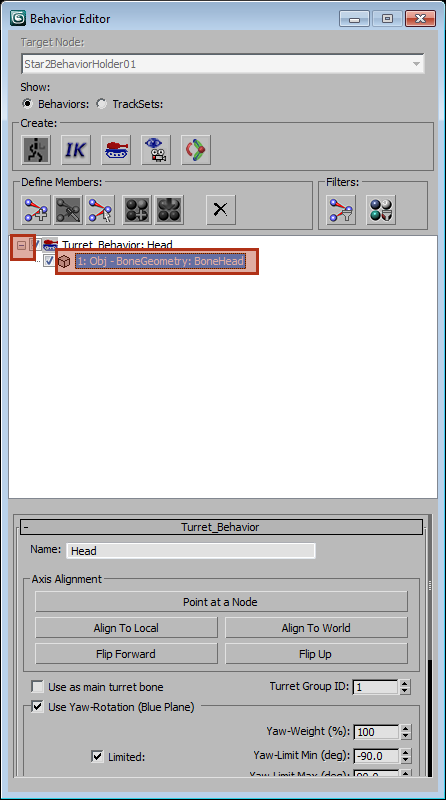 Behavior Editor
Target Node:
Star2BehaviorHolder01
Show:
Behaviors: TrackSets:
Create:
IK
Define Members: Filters:
Turret_Behavior: Head
1: Obj - BoneGeometry: BoneHead
- Turret_Behavior
Name: Head
Axis Alignment
Point at a Node
Align To Local Align To World
Flip Forward Flip Up
Use as main turret bone Turret Group ID: 1
Use Yaw-Rotation (Blue Plane)
Yaw-Weight (%): 100
Limited: Yaw-Limit Min (deg): -90.0
Yaw-Limit Max (deg): 90.0